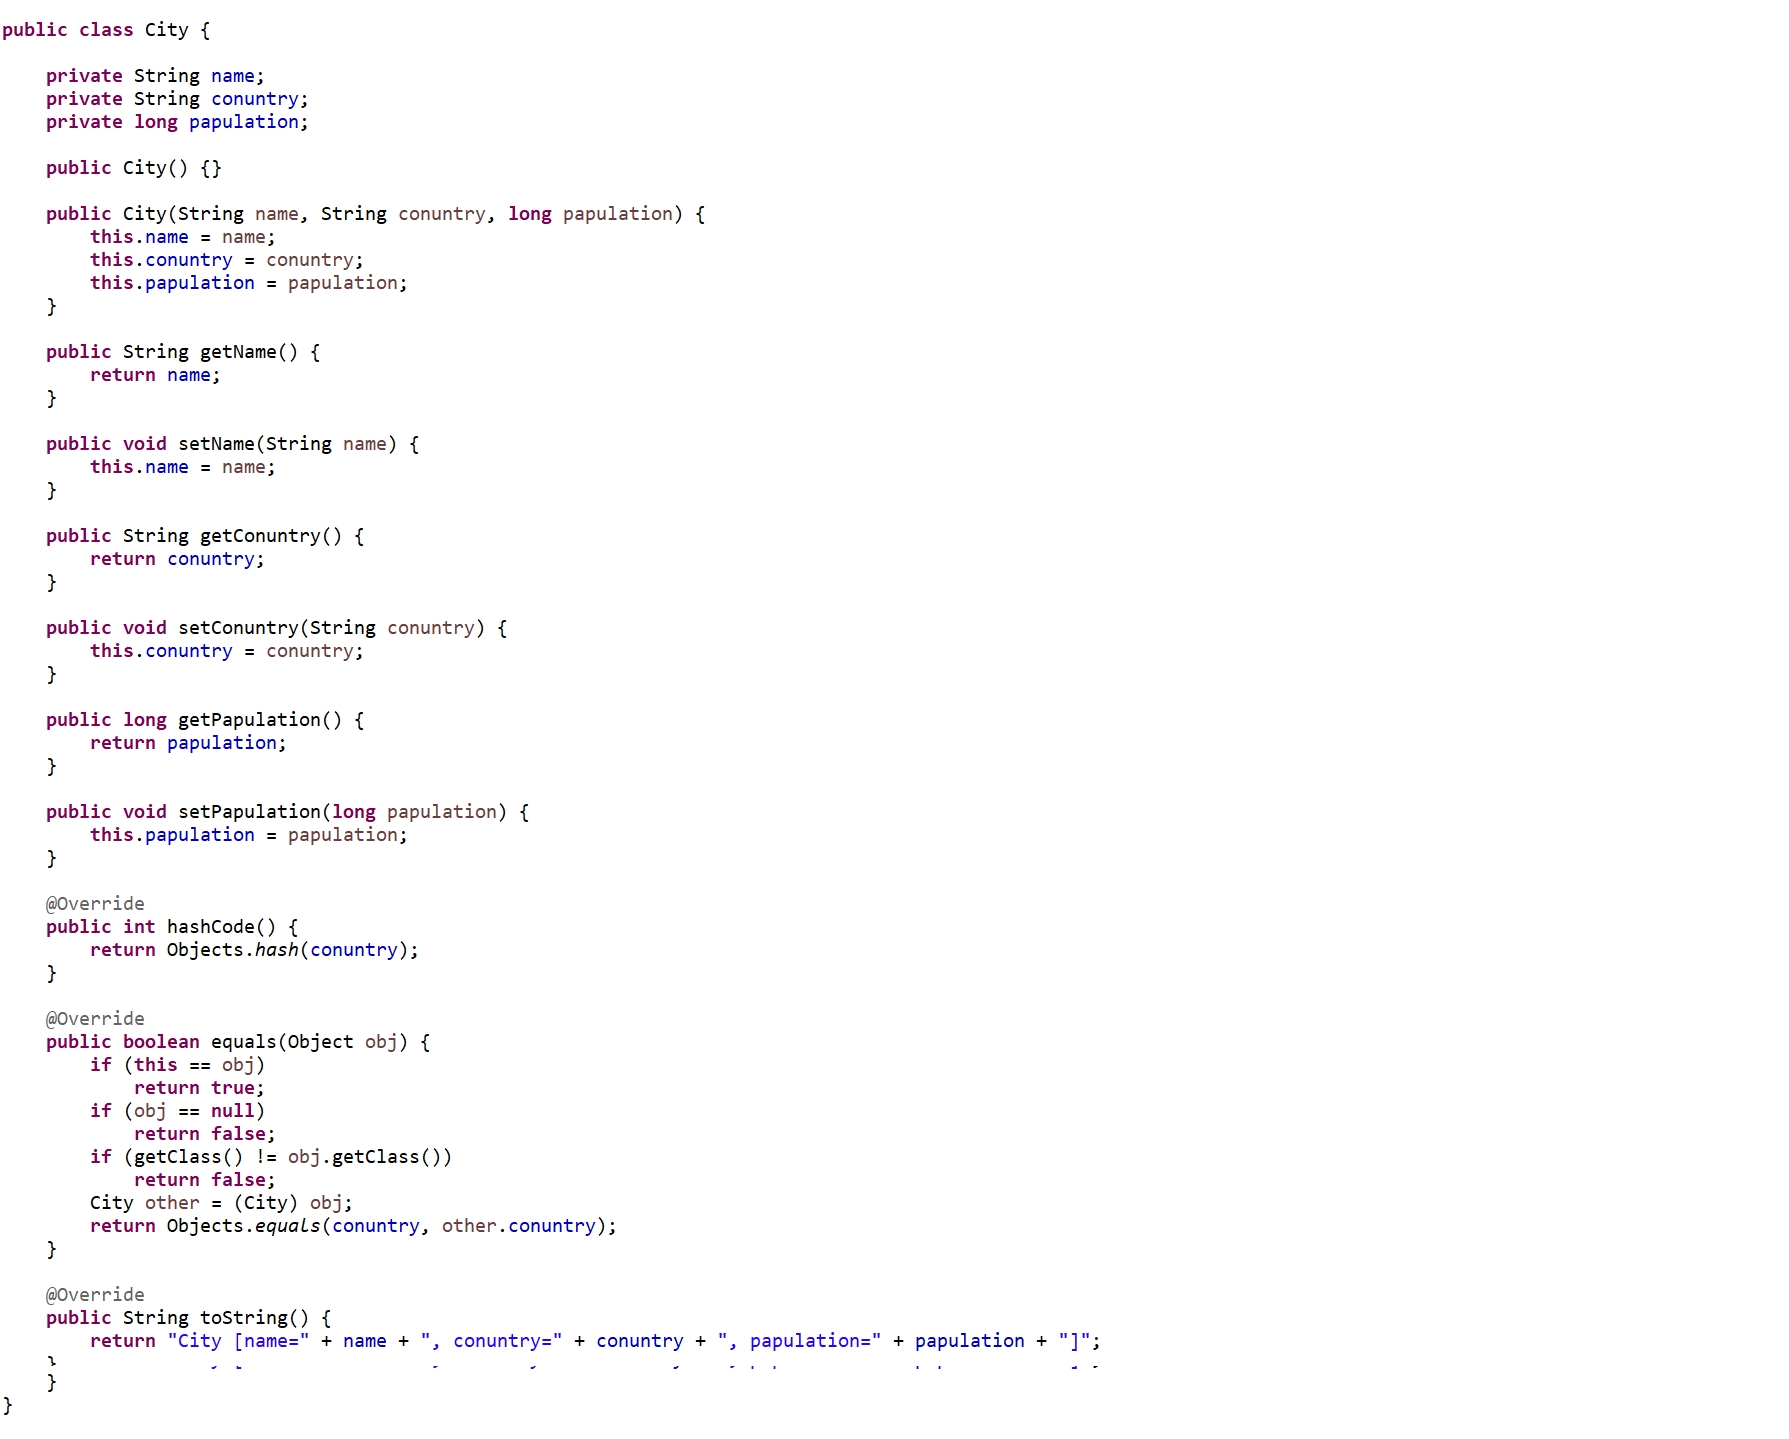 public class City {
private String name;
private String conuntry;
private long papulation;
public City() {}
public City(String name, String conuntry, long papulation) {
this.name = name;
this.conuntry = conuntry;
this.papulation = papulation;
}
public String getName() {
return name;
}
public void setName(String name) {
this.name = name;
}
public String getConuntry() {
return conuntry;
}
public void setConuntry(String conuntry) {
this.conuntry = conuntry;
}
public long getPapulation() {
return papulation;
}
public void setPapulation(long papulation) {
this.papulation = papulation;
}
@Override
public int hashCode() {
return Objects.hash(conuntry);
}
@Override
public boolean equals(Object obj) {
if (this == obj)
return true;
if (obj == null)
return false;
if (getClass() != obj.getClass())
return false;
City other = (City) obj;
return Objects.equals(conuntry, other.conuntry);
}
@Override
public String toString() {
return "City [name=" + name + ", conuntry=" + conuntry + ", papulation=" + papulation + "]";
}
}